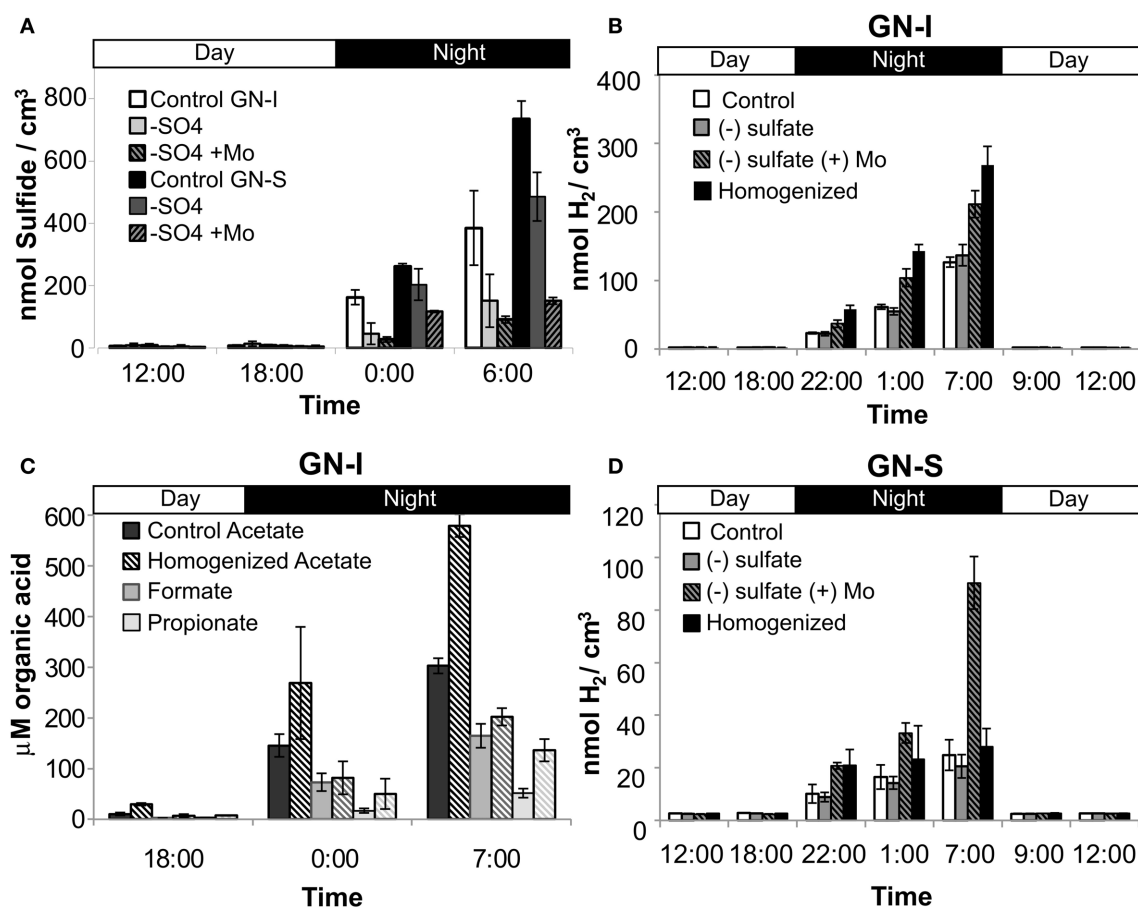 A
Day Night
nmol Sulfide / cm³
800
600
400
200
0
Control GN-I
-SO4
-SO4 +Mo
Control GN-S
-SO4
-SO4 +Mo
12:00 18:00 0:00 6:00
Time
B
GN-I
Day Night Day
nmol H₂/ cm³
400
300
200
100
0
Control
(-) sulfate
(-) sulfate (+) Mo
Homogenized
12:00 18:00 22:00 1:00 7:00 9:00 12:00
Time
C
GN-I
Day Night
μM organic acid
600
500
400
300
200
100
0
Control Acetate
Homogenized Acetate
Formate
Propionate
18:00 0:00 7:00
Time
D
GN-S
Day Night Day
nmol H₂/ cm³
120
100
80
60
40
20
0
Control
(-) sulfate
(-) sulfate (+) Mo
Homogenized
12:00 18:00 22:00 1:00 7:00 9:00 12:00
Time